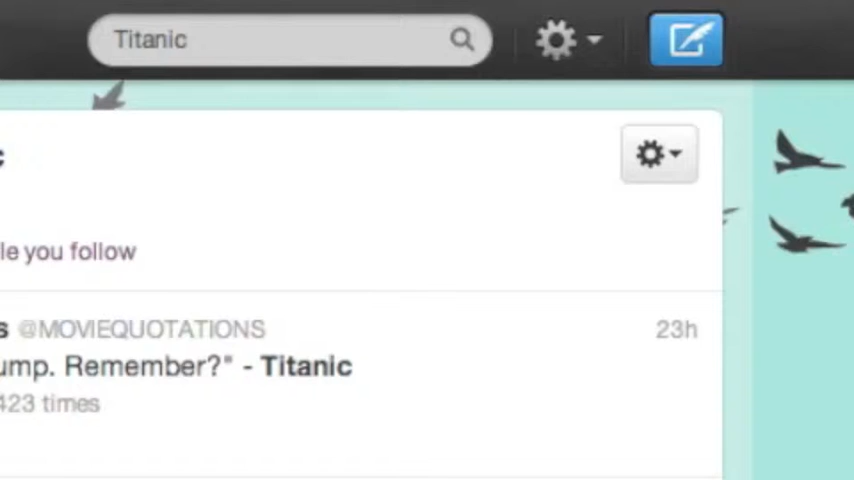 Titanic
le you follow
s @MOVIEQUOTATIONS 23h
ump. Remember?" - Titanic
423 times